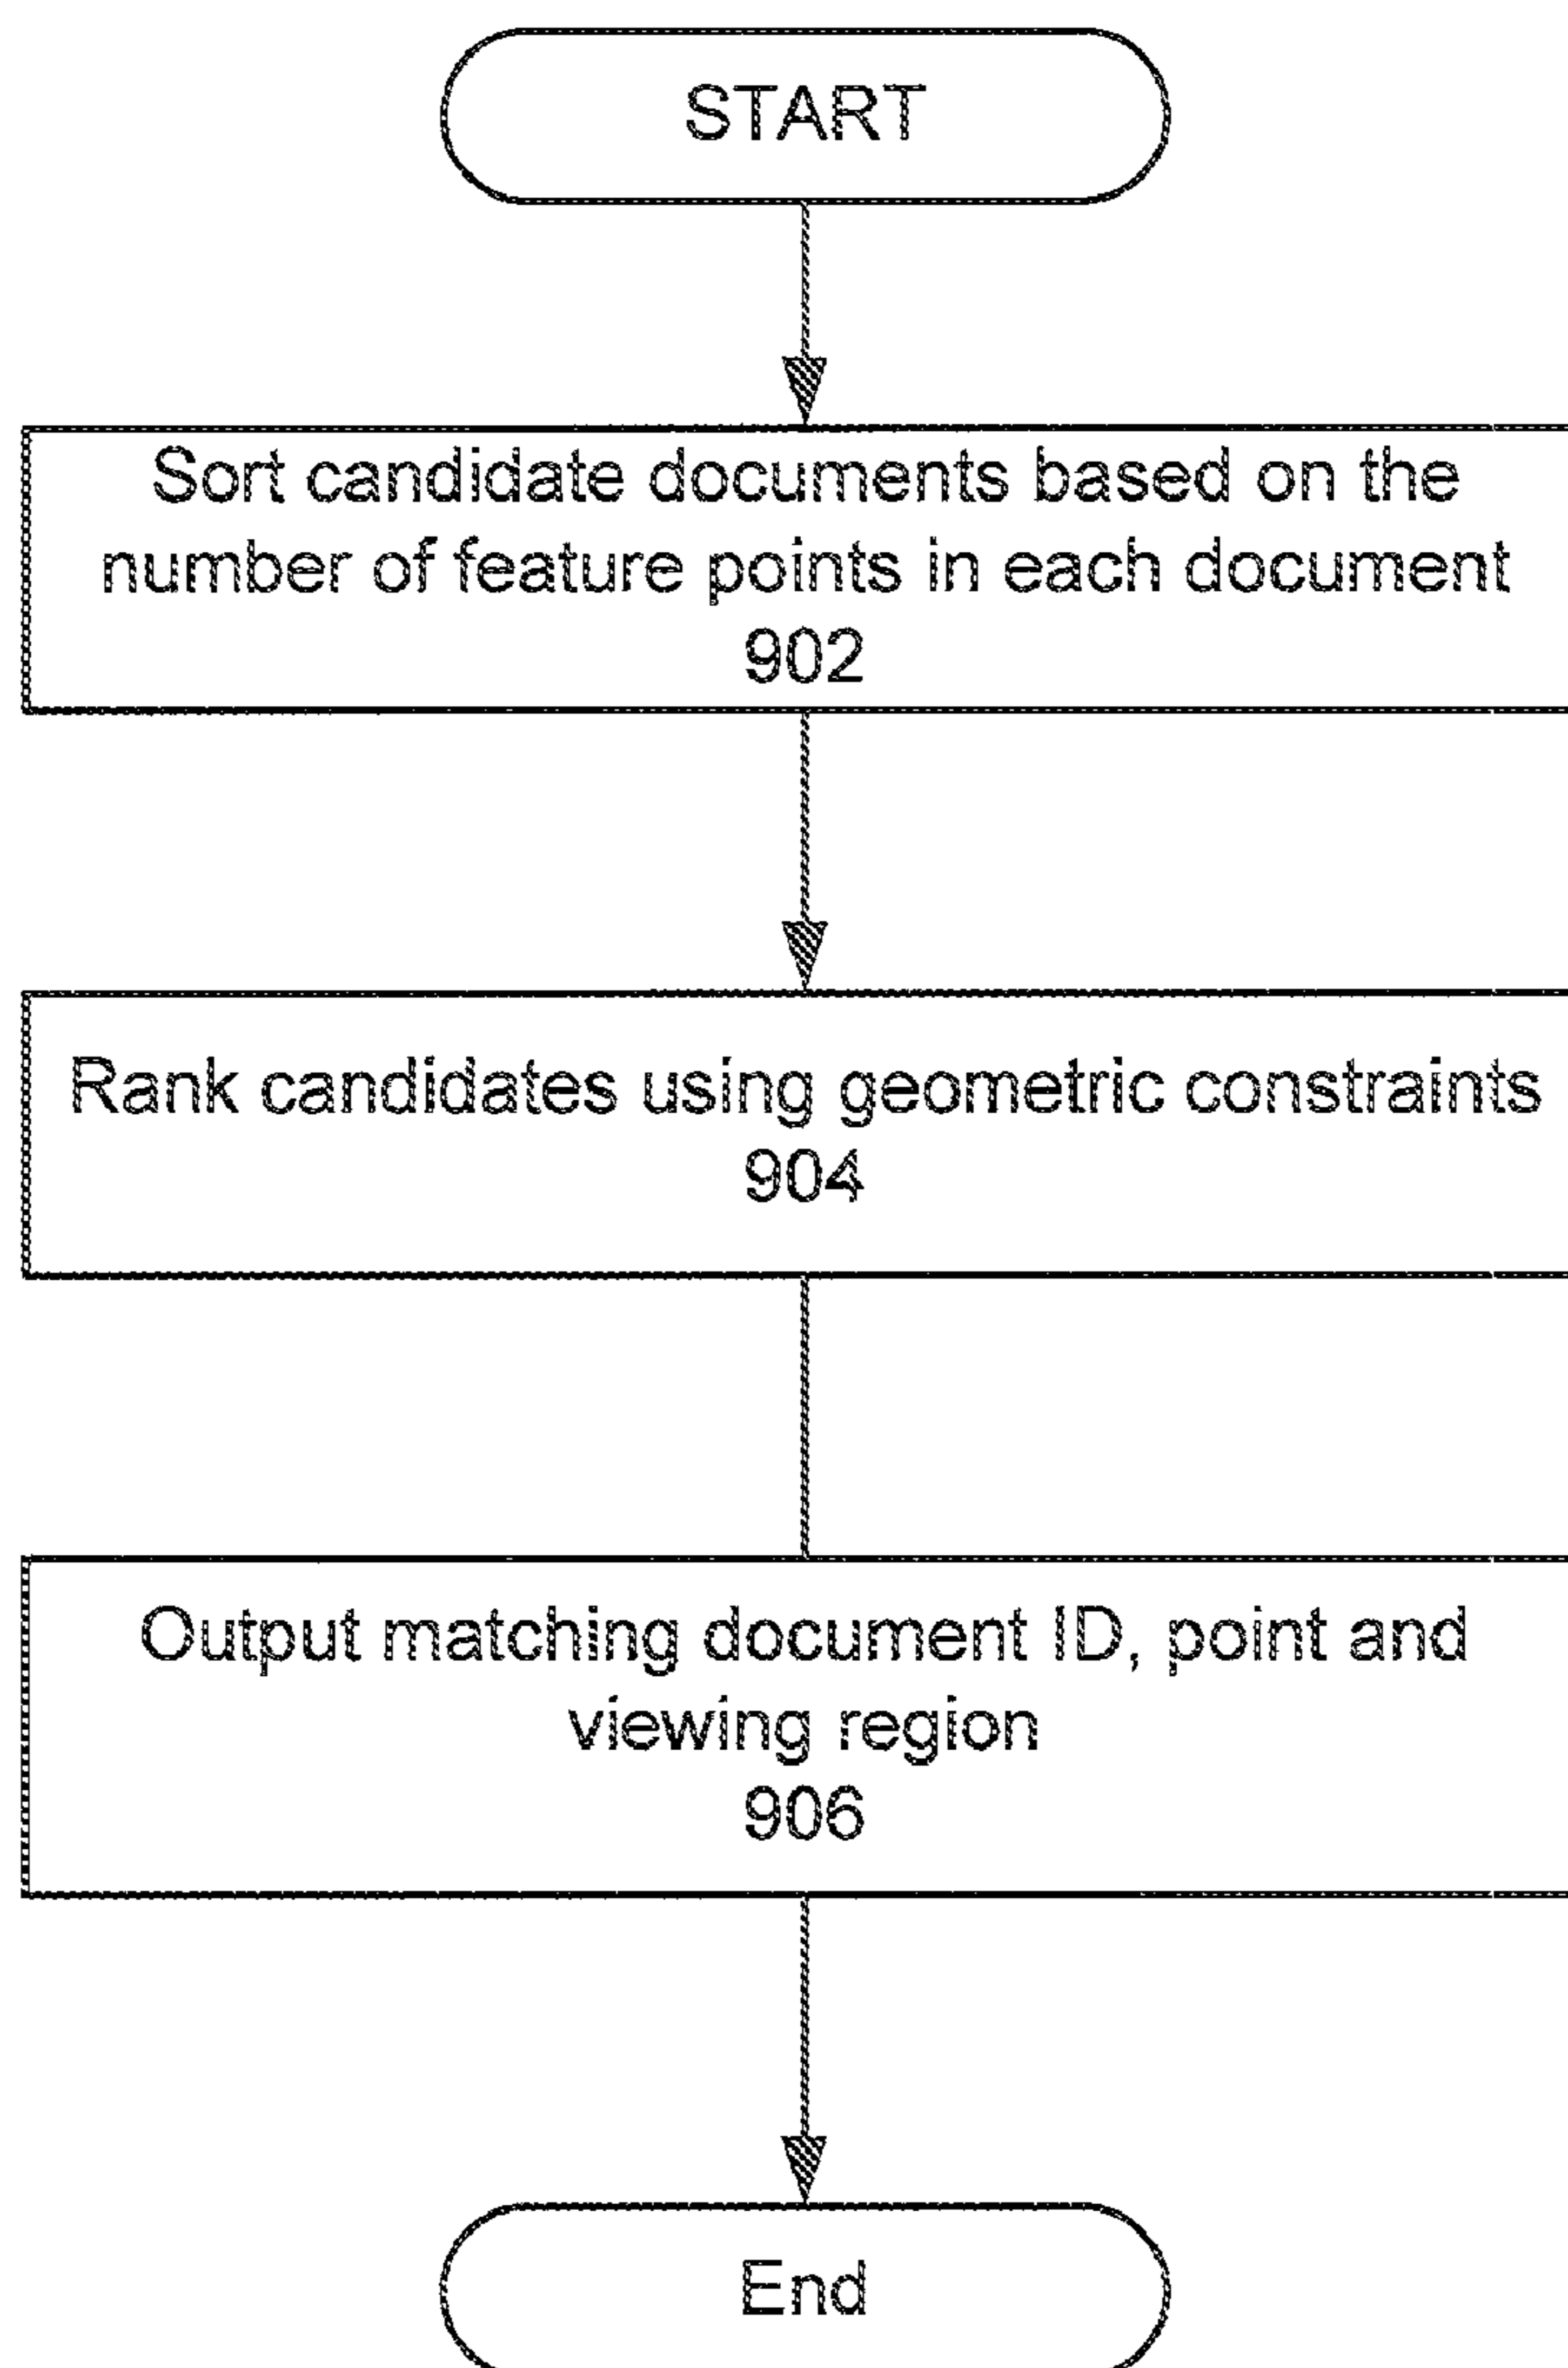 START
Sort candidate documents based on the
number of feature points in each document
902
Rank candidates using geometric constraints
904
Output matching document ID, point and
viewing region
906
End